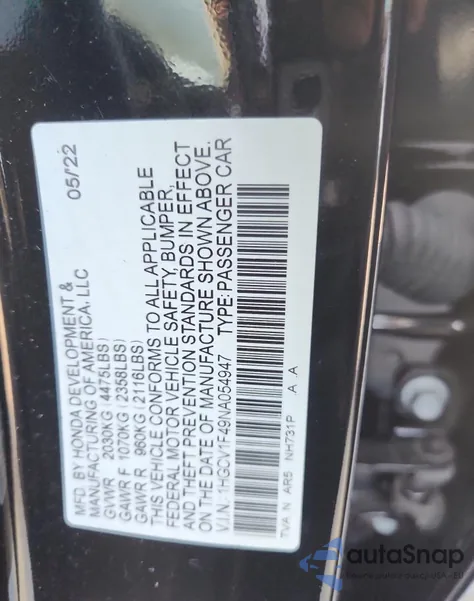 MFD BY HONDA DEVELOPMENT & 05/22
MANUFACTURING OF AMERICA, LLC
GVWR 2030KG (4475LBS)
GAWR F 1070KG (2358LBS)
GAWR R 960KG (2116LBS)
THIS VEHICLE CONFORMS TO ALL APPLICABLE
FEDERAL MOTOR VEHICLE SAFETY, BUMPER,
AND THEFT PREVENTION STANDARDS IN EFFECT
ON THE DATE OF MANUFACTURE SHOWN ABOVE.
V.I.N.: 1HGCV1F49NA054947 TYPE: PASSENGER CAR
7VA N AR5 NH731P A A
autoSnap